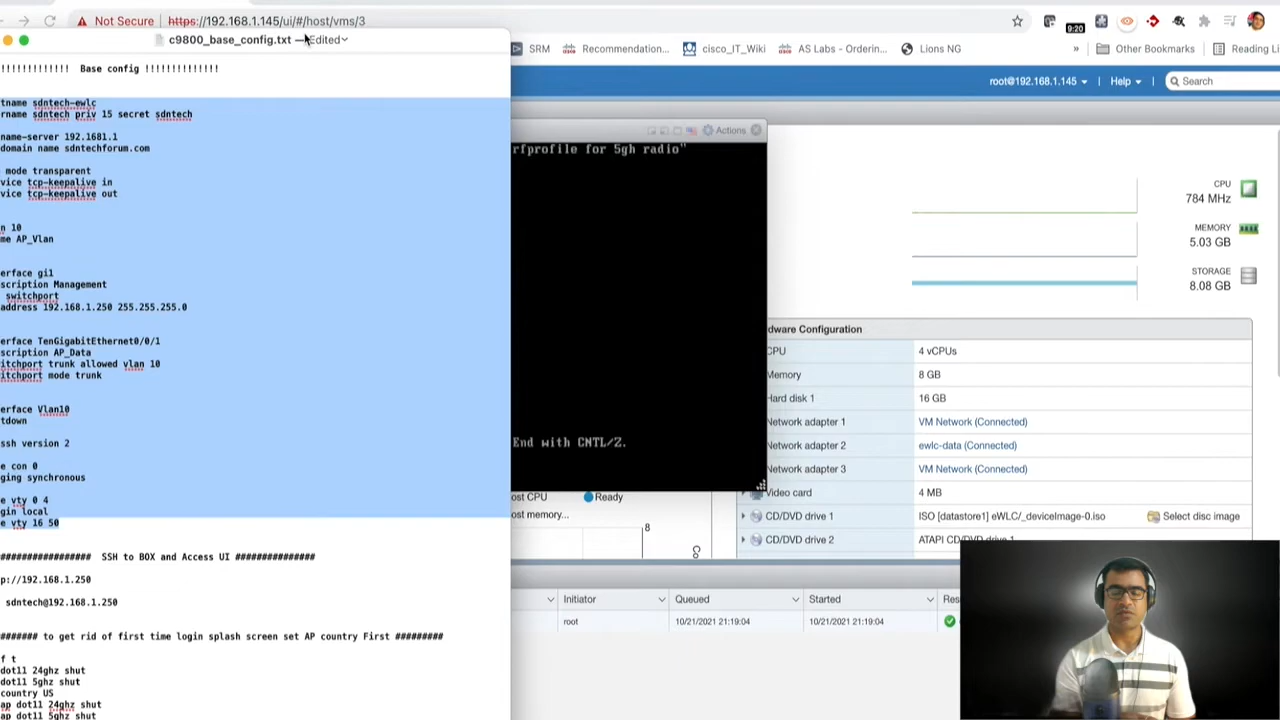 Not Secure https://192.168.1.145/ui/#/host/vms/3
9:20
c9800_base_config.txt — Edited
SRM
Recommendation...
cisco_IT_Wiki
AS Labs - Orderin...
Lions NG
»
Other Bookmarks
Reading Li
root@192.168.1.145
Help
Search
!!!!!!!!!!!!! Base config !!!!!!!!!!!!!!
tname sdntech-ewlc
rname sdntech priv 15 secret sdntech
name-server 192.1681.1
domain name sdntechforum.com
mode transparent
vice tcp-keepalive in
vice tcp-keepalive out
n 10
me AP_Vlan
erface gi1
scription Management
switchport
address 192.168.1.250 255.255.255.0
erface TenGigabitEthernet0/0/1
scription AP_Data
itchport trunk allowed vlan 10
itchport mode trunk
erface Vlan10
tdown
ssh version 2
e con 0
ging synchronous
e vty 0 4
gin local
e vty 16 50
################# SSH to BOX and Access UI ###############
p://192.168.1.250
sdntech@192.168.1.250
####### to get rid of first time login splash screen set AP country First #########
f t
dot11 24ghz shut
dot11 5ghz shut
country US
ap dot11 24ghz shut
ap dot11 5ghz shut
Actions
rfprofile for 5gh radio"
End with CNTL/Z.
CPU
784 MHz
MEMORY
5.03 GB
STORAGE
8.08 GB
dware Configuration
CPU 4 vCPUs
Memory 8 GB
Hard disk 1 16 GB
Network adapter 1 VM Network (Connected)
Network adapter 2 ewlc-data (Connected)
Network adapter 3 VM Network (Connected)
Video card 4 MB
CD/DVD drive 1 ISO [datastore1] eWLC/_deviceImage-0.iso Select disc image
CD/DVD drive 2 ATAPI CD/DVD drive 1
ost CPU Ready
ost memory...
8
Co
Initiator Queued Started Res
root 10/21/2021 21:19:04 10/21/2021 21:19:04